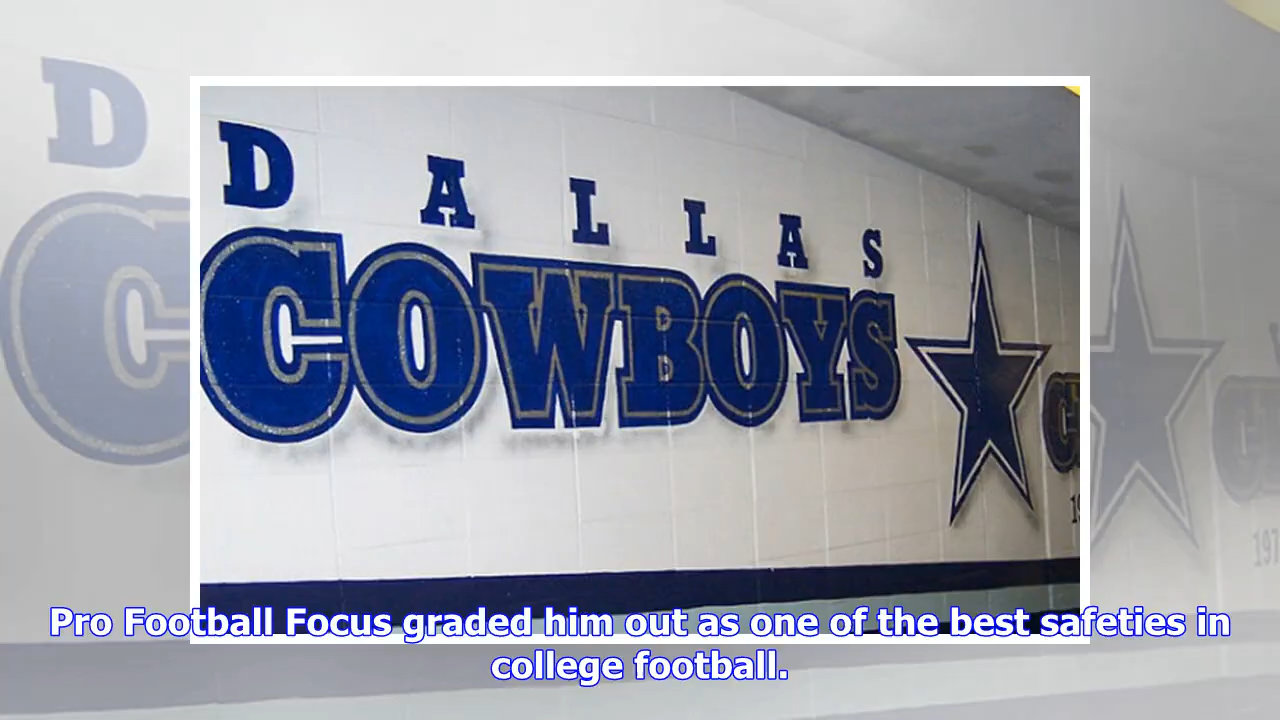 DALLAS
COWBOYS
Pro Football Focus graded him out as one of the best safeties in
college football.